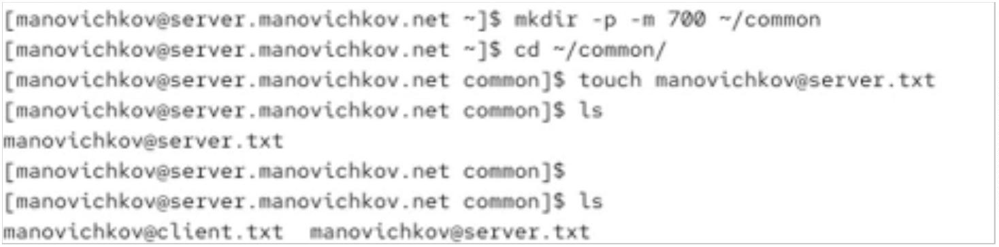 [manovichkov@server.manovichkov.net ~]$ mkdir -p -m 700 ~/common
[manovichkov@server.manovichkov.net ~]$ cd ~/common/
[manovichkov@server.manovichkov.net common]$ touch manovichkov@server.txt
[manovichkov@server.manovichkov.net common]$ ls
manovichkov@server.txt
[manovichkov@server.manovichkov.net common]$
[manovichkov@server.manovichkov.net common]$ ls
manovichkov@client.txt  manovichkov@server.txt